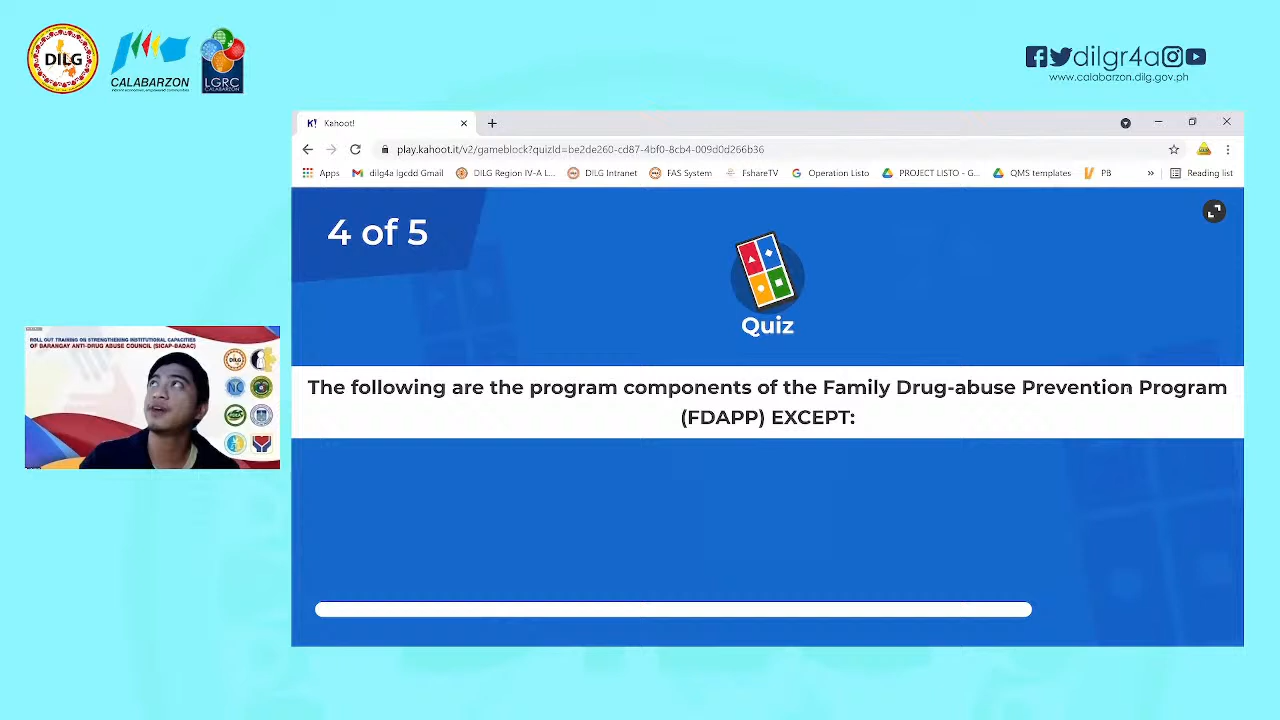 DILG
CALABARZON
LGRC
CALABARZON
dilgr4a
www.calabarzon.dilg.gov.ph
K! Kahoot!
play.kahoot.it/v2/gameblock?quizId=be2de260-cd87-4bf0-8cb4-009d0d266b36
Apps dilg4a lgcdd Gmail DILG Region IV-A L... DILG Intranet FAS System FshareTV Operation Listo PROJECT LISTO - G... QMS templates PB » Reading list
4 of 5
Quiz
The following are the program components of the Family Drug-abuse Prevention Program
(FDAPP) EXCEPT:
ROLL OUT TRAINING ON STRENGTHENING INSTITUTIONAL CAPACITIES
OF BARANGAY ANTI-DRUG ABUSE COUNCIL (SICAP-BADAC)
DILG